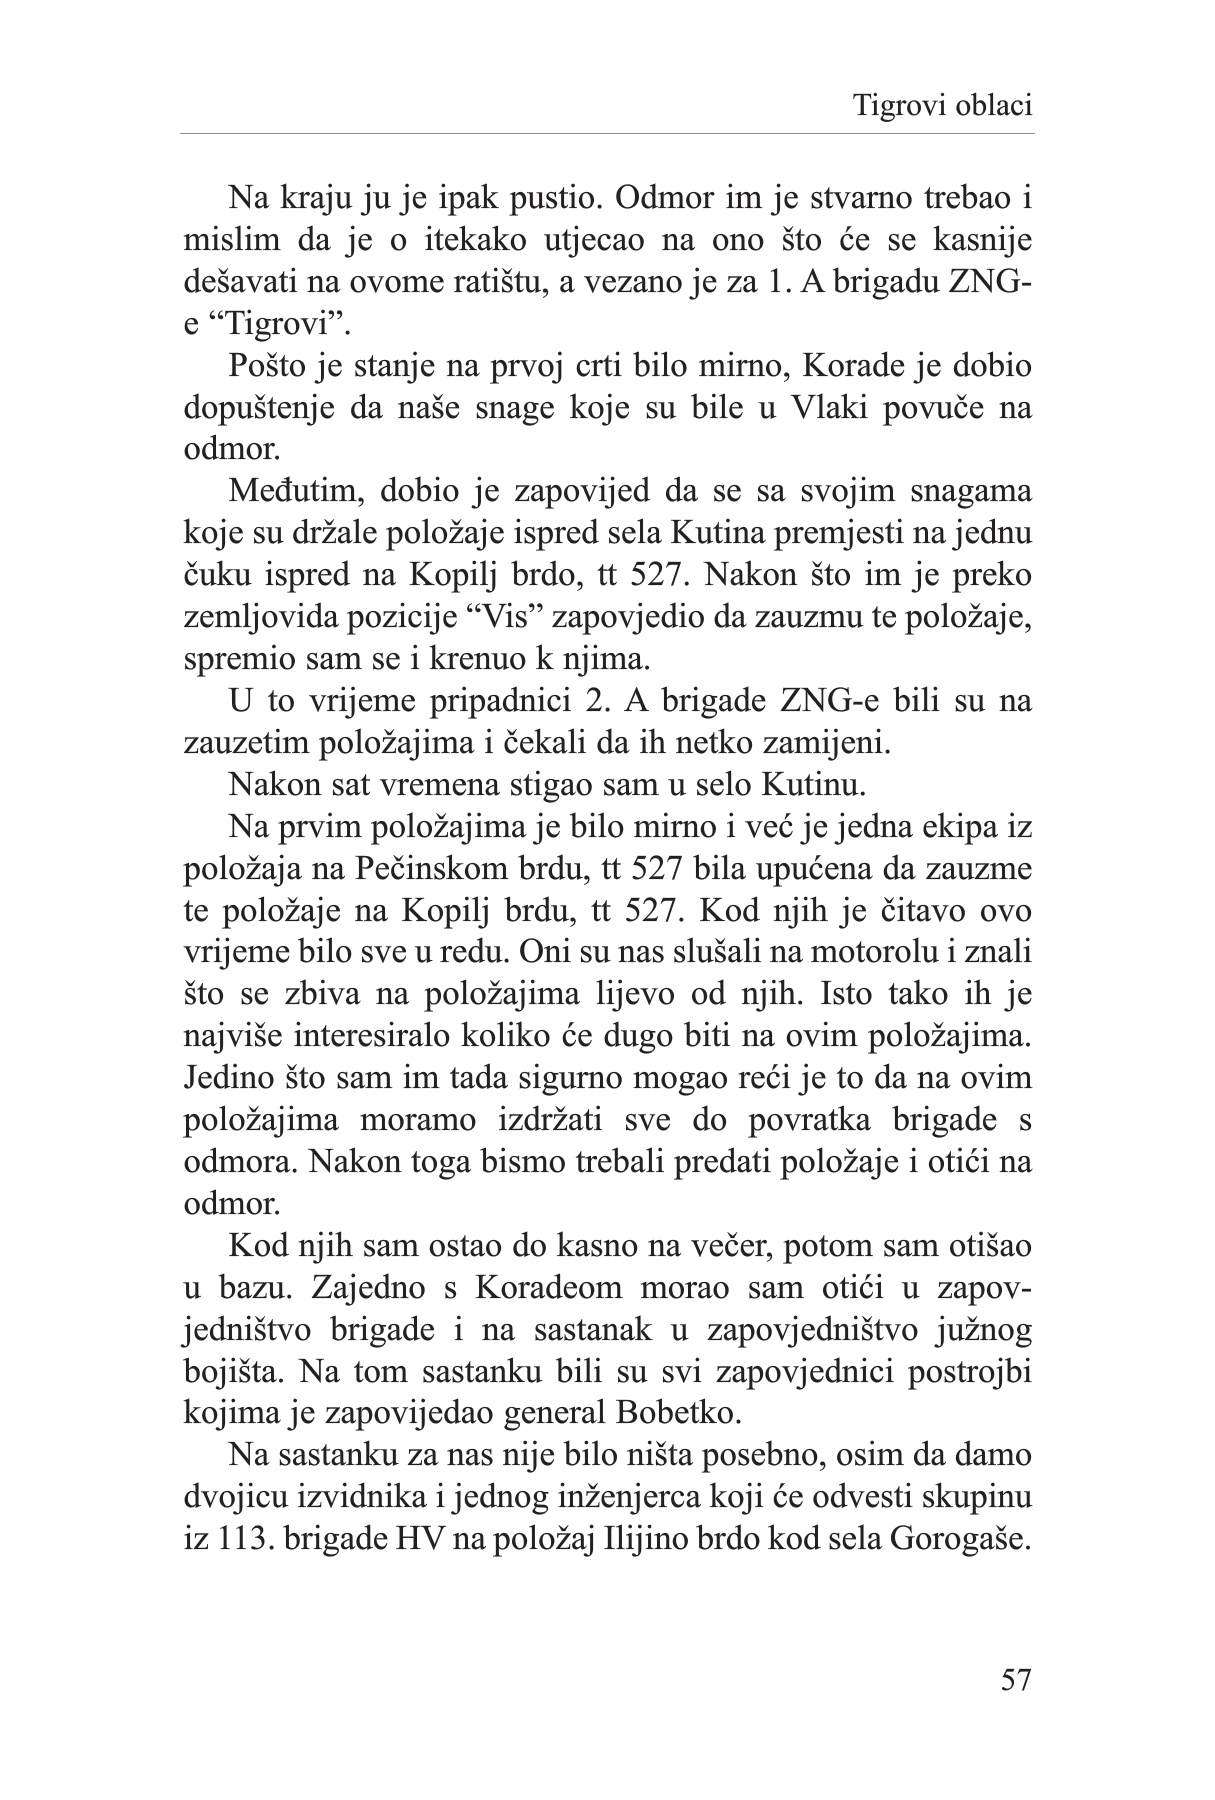 Tigrovi oblaci
Na kraju ju je ipak pustio. Odmor im je stvarno trebao i
mislim da je o itekako utjecao na ono što će se kasnije
dešavati na ovome ratištu, a vezano je za 1. A brigadu ZNG-
e “Tigrovi”.
Pošto je stanje na prvoj crti bilo mirno, Korade je dobio
dopuštenje da naše snage koje su bile u Vlaki povuče na
odmor.
Međutim, dobio je zapovijed da se sa svojim snagama
koje su držale položaje ispred sela Kutina premjesti na jednu
čuku ispred na Kopilj brdo, tt 527. Nakon što im je preko
zemljovida pozicije “Vis” zapovjedio da zauzmu te položaje,
spremio sam se i krenuo k njima.
U to vrijeme pripadnici 2. A brigade ZNG-e bili su na
zauzetim položajima i čekali da ih netko zamijeni.
Nakon sat vremena stigao sam u selo Kutinu.
Na prvim položajima je bilo mirno i već je jedna ekipa iz
položaja na Pečinskom brdu, tt 527 bila upućena da zauzme
te položaje na Kopilj brdu, tt 527. Kod njih je čitavo ovo
vrijeme bilo sve u redu. Oni su nas slušali na motorolu i znali
što se zbiva na položajima lijevo od njih. Isto tako ih je
najviše interesiralo koliko će dugo biti na ovim položajima.
Jedino što sam im tada sigurno mogao reći je to da na ovim
položajima moramo izdržati sve do povratka brigade s
odmora. Nakon toga bismo trebali predati položaje i otići na
odmor.
Kod njih sam ostao do kasno na večer, potom sam otišao
u bazu. Zajedno s Koradeom morao sam otići u zapov-
jedništvo brigade i na sastanak u zapovjedništvo južnog
bojišta. Na tom sastanku bili su svi zapovjednici postrojbi
kojima je zapovijedao general Bobetko.
Na sastanku za nas nije bilo ništa posebno, osim da damo
dvojicu izvidnika i jednog inženjerca koji će odvesti skupinu
iz 113. brigade HV na položaj Ilijino brdo kod sela Gorogaše.
57